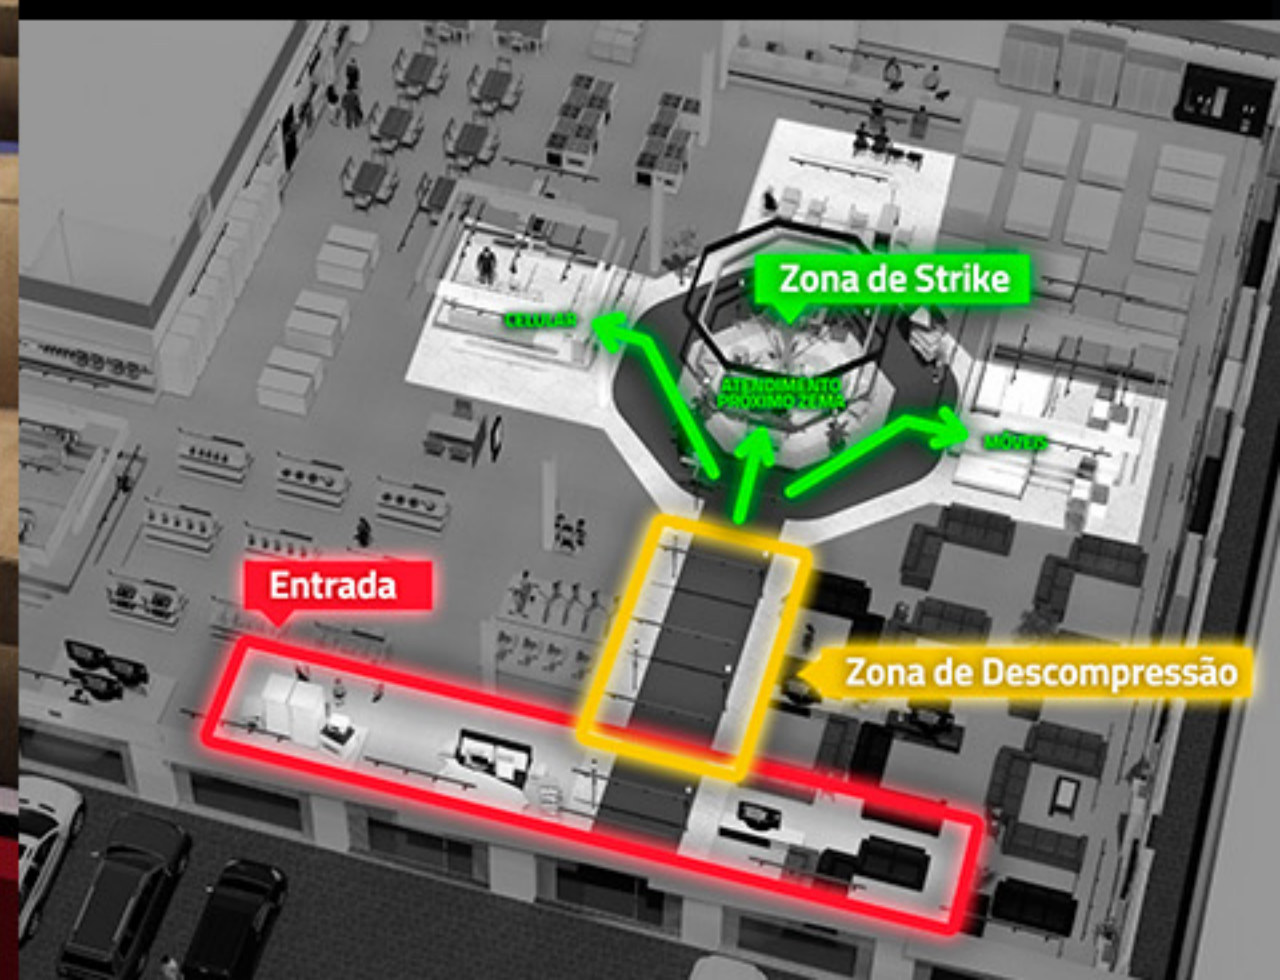 Zona de Strike
CELULAR
ATENDIMENTO
PRÓXIMO ZEMA
MÓVEIS
Entrada
Zona de Descompressão